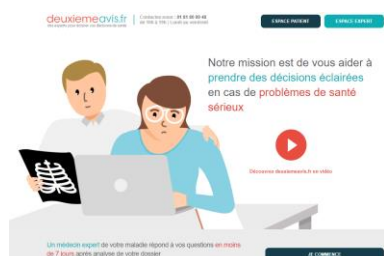 deuxiemeavis.fr
ESPACE PATIENT
ESPACE EXPERT
Notre mission est de vous aider à
prendre des décisions éclairées
en cas de problèmes de santé
sérieux
Découvrez deuxiemeavis.fr en vidéo
Un médecin expert de votre maladie répond à vos questions en moins
de 7 jours après analyse de votre dossier
JE COMMENCE